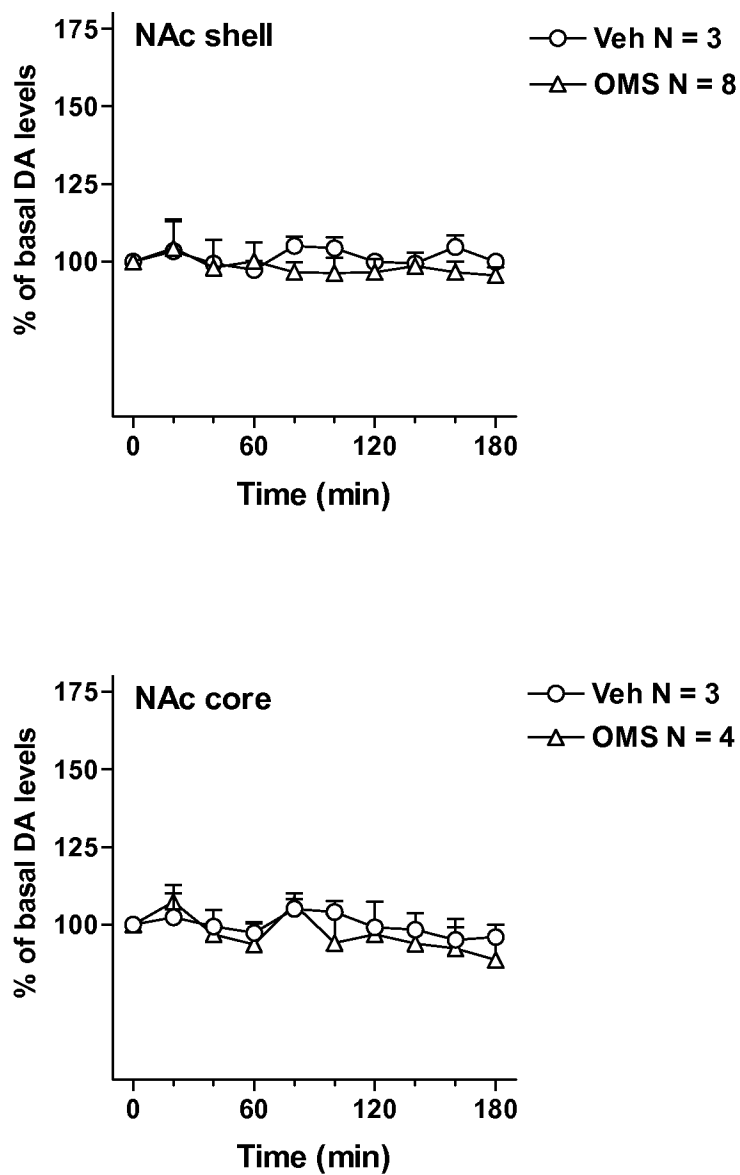 NAc shell
Veh N = 3
OMS N = 8
175
150
125
100
% of basal DA levels
0 60 120 180
Time (min)
NAc core
Veh N = 3
OMS N = 4
175
150
125
100
% of basal DA levels
0 60 120 180
Time (min)